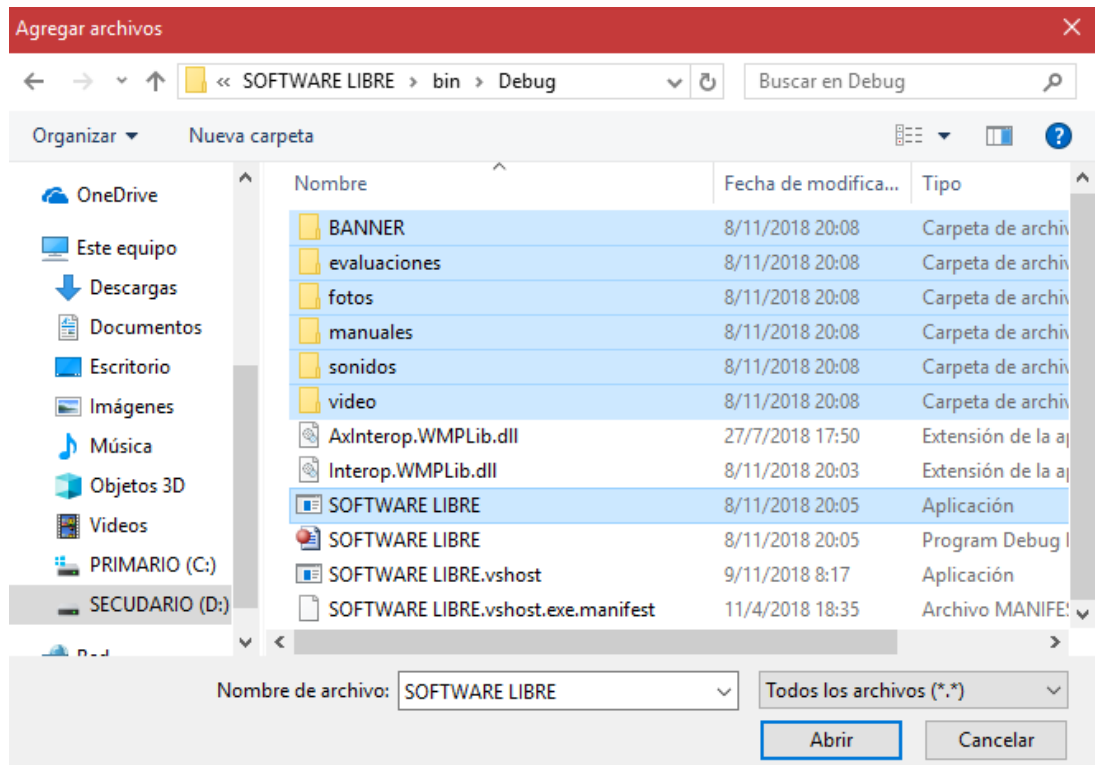 Agregar archivos
« SOFTWARE LIBRE > bin > Debug
Buscar en Debug
Organizar
Nueva carpeta
Nombre Fecha de modifica... Tipo
OneDrive
Este equipo
Descargas
Documentos
Escritorio
Imágenes
Música
Objetos 3D
Videos
PRIMARIO (C:)
SECUDARIO (D:)
BANNER 8/11/2018 20:08 Carpeta de archiv
evaluaciones 8/11/2018 20:08 Carpeta de archiv
fotos 8/11/2018 20:08 Carpeta de archiv
manuales 8/11/2018 20:08 Carpeta de archiv
sonidos 8/11/2018 20:08 Carpeta de archiv
video 8/11/2018 20:08 Carpeta de archiv
AxInterop.WMPLib.dll 27/7/2018 17:50 Extensión de la a
Interop.WMPLib.dll 8/11/2018 20:03 Extensión de la a
SOFTWARE LIBRE 8/11/2018 20:05 Aplicación
SOFTWARE LIBRE 8/11/2018 20:05 Program Debug
SOFTWARE LIBRE.vshost 9/11/2018 8:17 Aplicación
SOFTWARE LIBRE.vshost.exe.manifest 11/4/2018 18:35 Archivo MANIFES
Nombre de archivo: SOFTWARE LIBRE
Todos los archivos (*.*)
Abrir
Cancelar